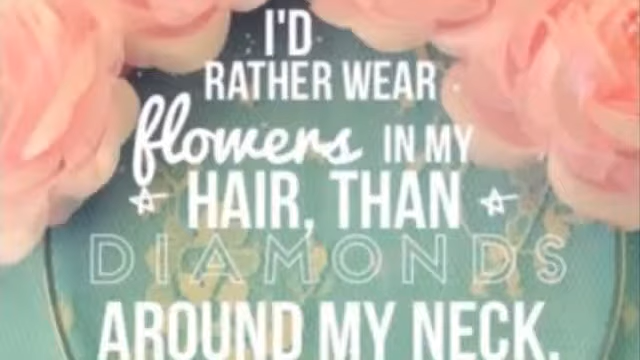 I'D
RATHER WEAR
flowers IN MY
HAIR, THAN
DIAMONDS
AROUND MY NECK.